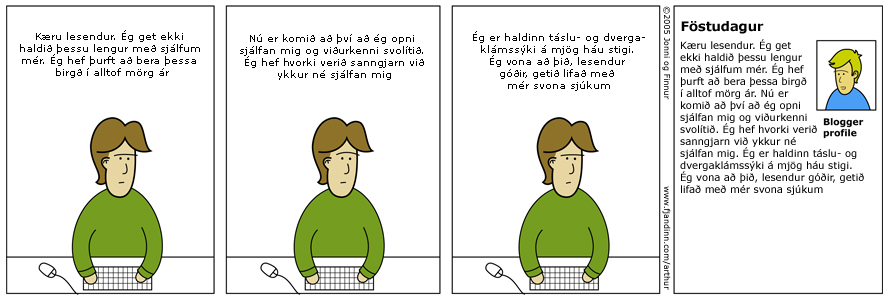 Kæru lesendur. Ég get ekki
haldið þessu lengur með sjálfum
mér. Ég hef þurft að bera þessa
birgð í alltof mörg ár
Nú er komið að því að ég opni
sjálfan mig og viðurkenni svolítið.
Ég hef hvorki verið sanngjarn við
ykkur né sjálfan mig
Ég er haldinn táslu- og dverga-
klámssýki á mjög háu stigi.
Ég vona að þið, lesendur
góðir, getið lifað með
mér svona sjúkum
©2005 Jonni og Finnur
www.fjandinn.com/arthur
Föstudagur
Kæru lesendur. Ég get
ekki haldið þessu lengur
með sjálfum mér. Ég hef
þurft að bera þessa birgð
í alltof mörg ár. Nú er
komið að því að ég opni
sjálfan mig og viðurkenni
svolítið. Ég hef hvorki verið
sanngjarn við ykkur né
sjálfan mig. Ég er haldinn táslu- og
dvergaklámssýki á mjög háu stigi.
Ég vona að þið, lesendur góðir, getið
lifað með mér svona sjúkum
Blogger
profile